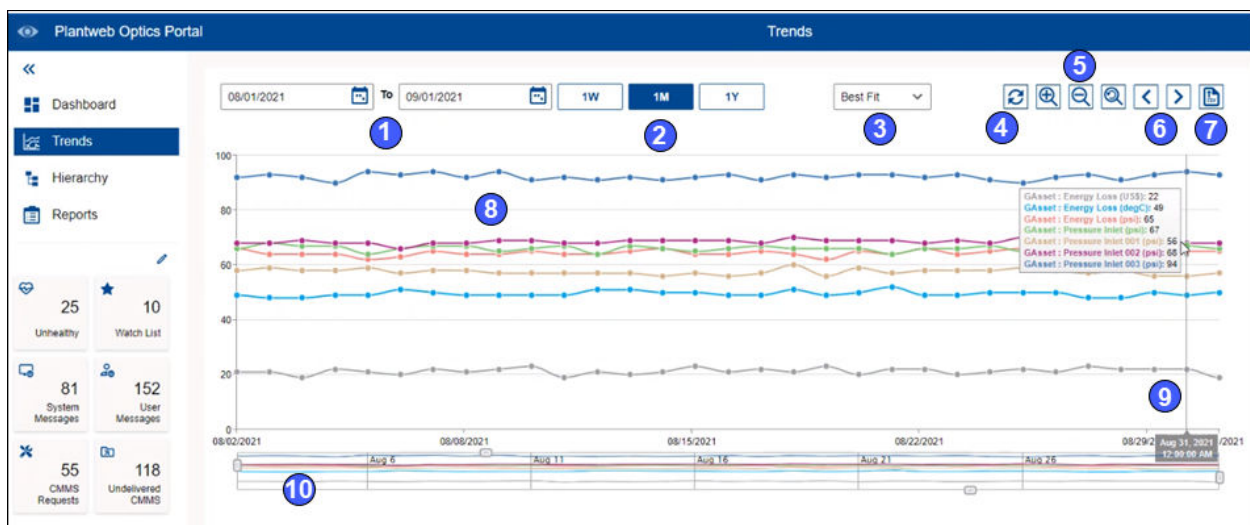 Plantweb Optics Portal
Trends
Dashboard
Trends
Hierarchy
Reports
25
Unhealthy
10
Watch List
81
System
Messages
152
User
Messages
55
CMMS
Requests
118
Undelivered
CMMS
08/01/2021 To 09/01/2021 1W 1M 1Y Best Fit
1 2 3 4 5 6 7
100
80
60
40
20
0
8
GAsset : Energy Loss (US$): 22
GAsset : Energy Loss (degC): 49
GAsset : Energy Loss (psi): 65
GAsset : Pressure Inlet (psi): 67
GAsset : Pressure Inlet 001 (psi): 56
GAsset : Pressure Inlet 002 (psi): 68
GAsset : Pressure Inlet 003 (psi): 94
9
08/02/2021 08/08/2021 08/15/2021 08/22/2021 08/29/
Aug 31, 2021
12:00:00 AM
Aug 6 Aug 11 Aug 16 Aug 21 Aug 26
10